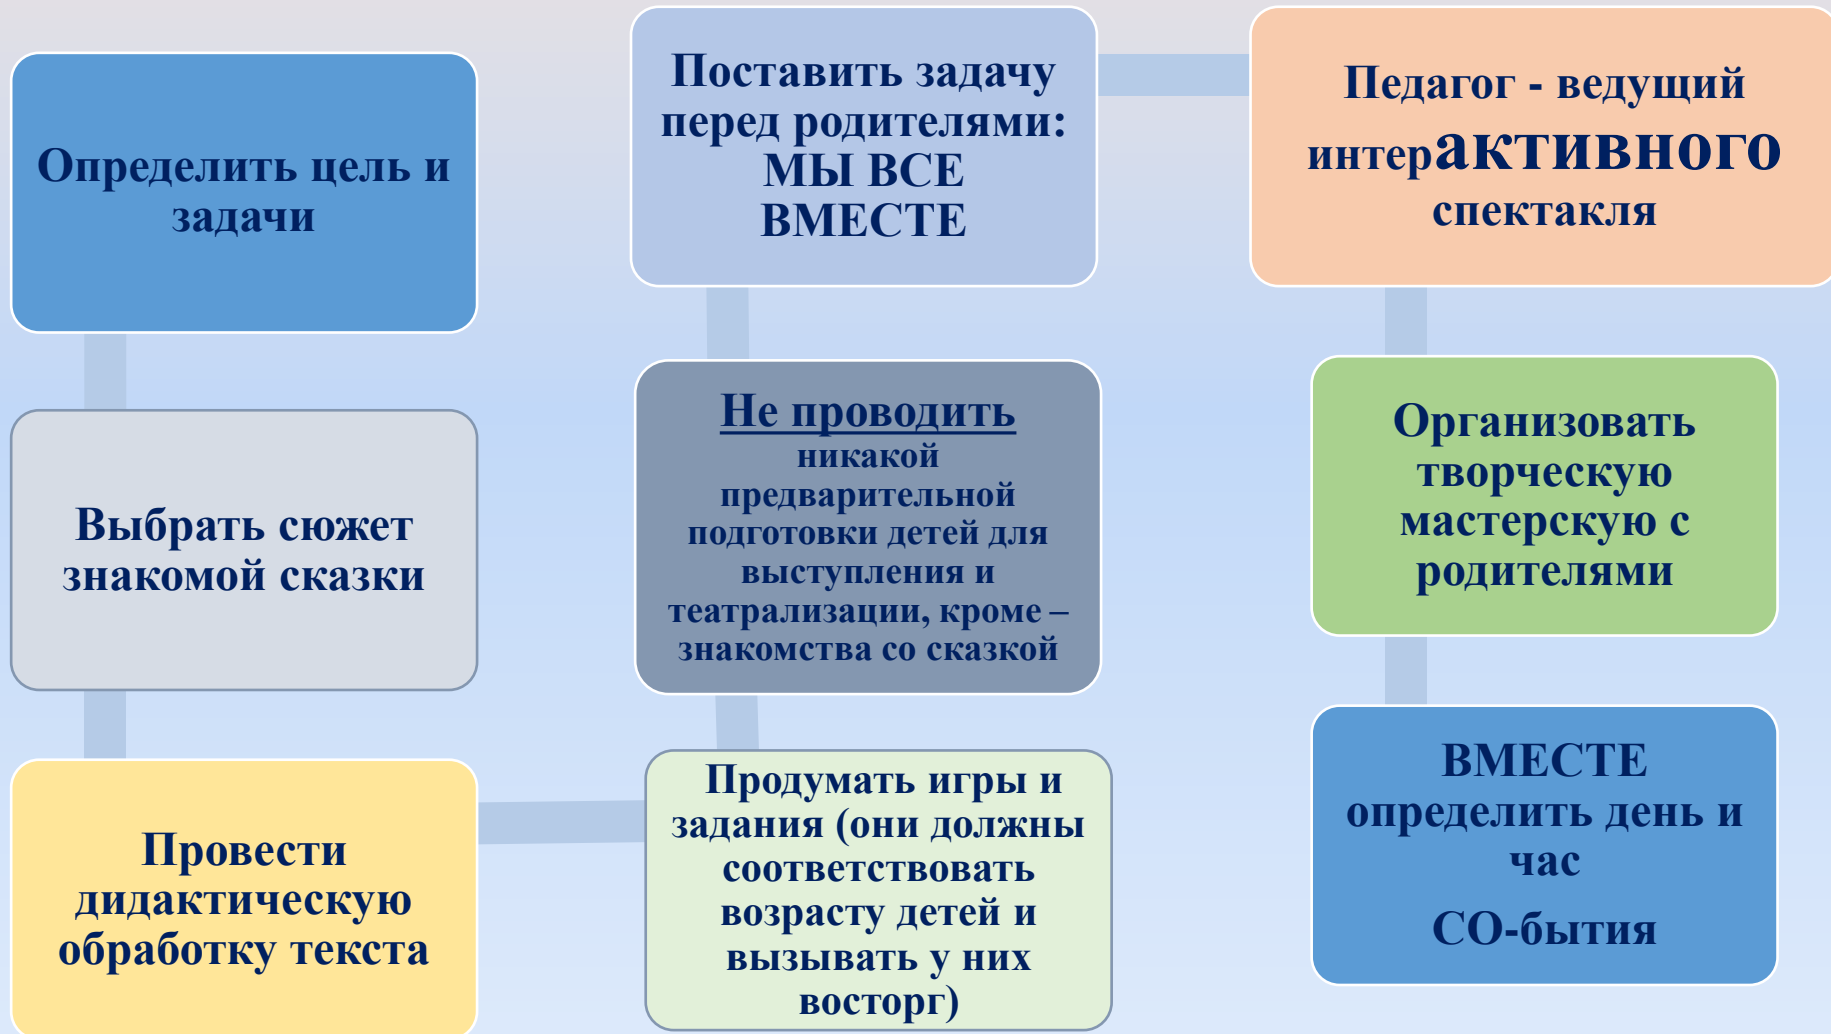 Определить цель и
задачи
Выбрать сюжет
знакомой сказки
Провести
дидактическую
обработку текста
Продумать игры и
задания (они должны
соответствовать
возрасту детей и
вызывать у них
восторг)
Не проводить
никакой
предварительной
подготовки детей для
выступления и
театрализации, кроме –
знакомства со сказкой
Поставить задачу
перед родителями:
МЫ ВСЕ
ВМЕСТЕ
Педагог - ведущий
интерактивного
спектакля
Организовать
творческую
мастерскую с
родителями
ВМЕСТЕ
определить день и
час
СО-бытия